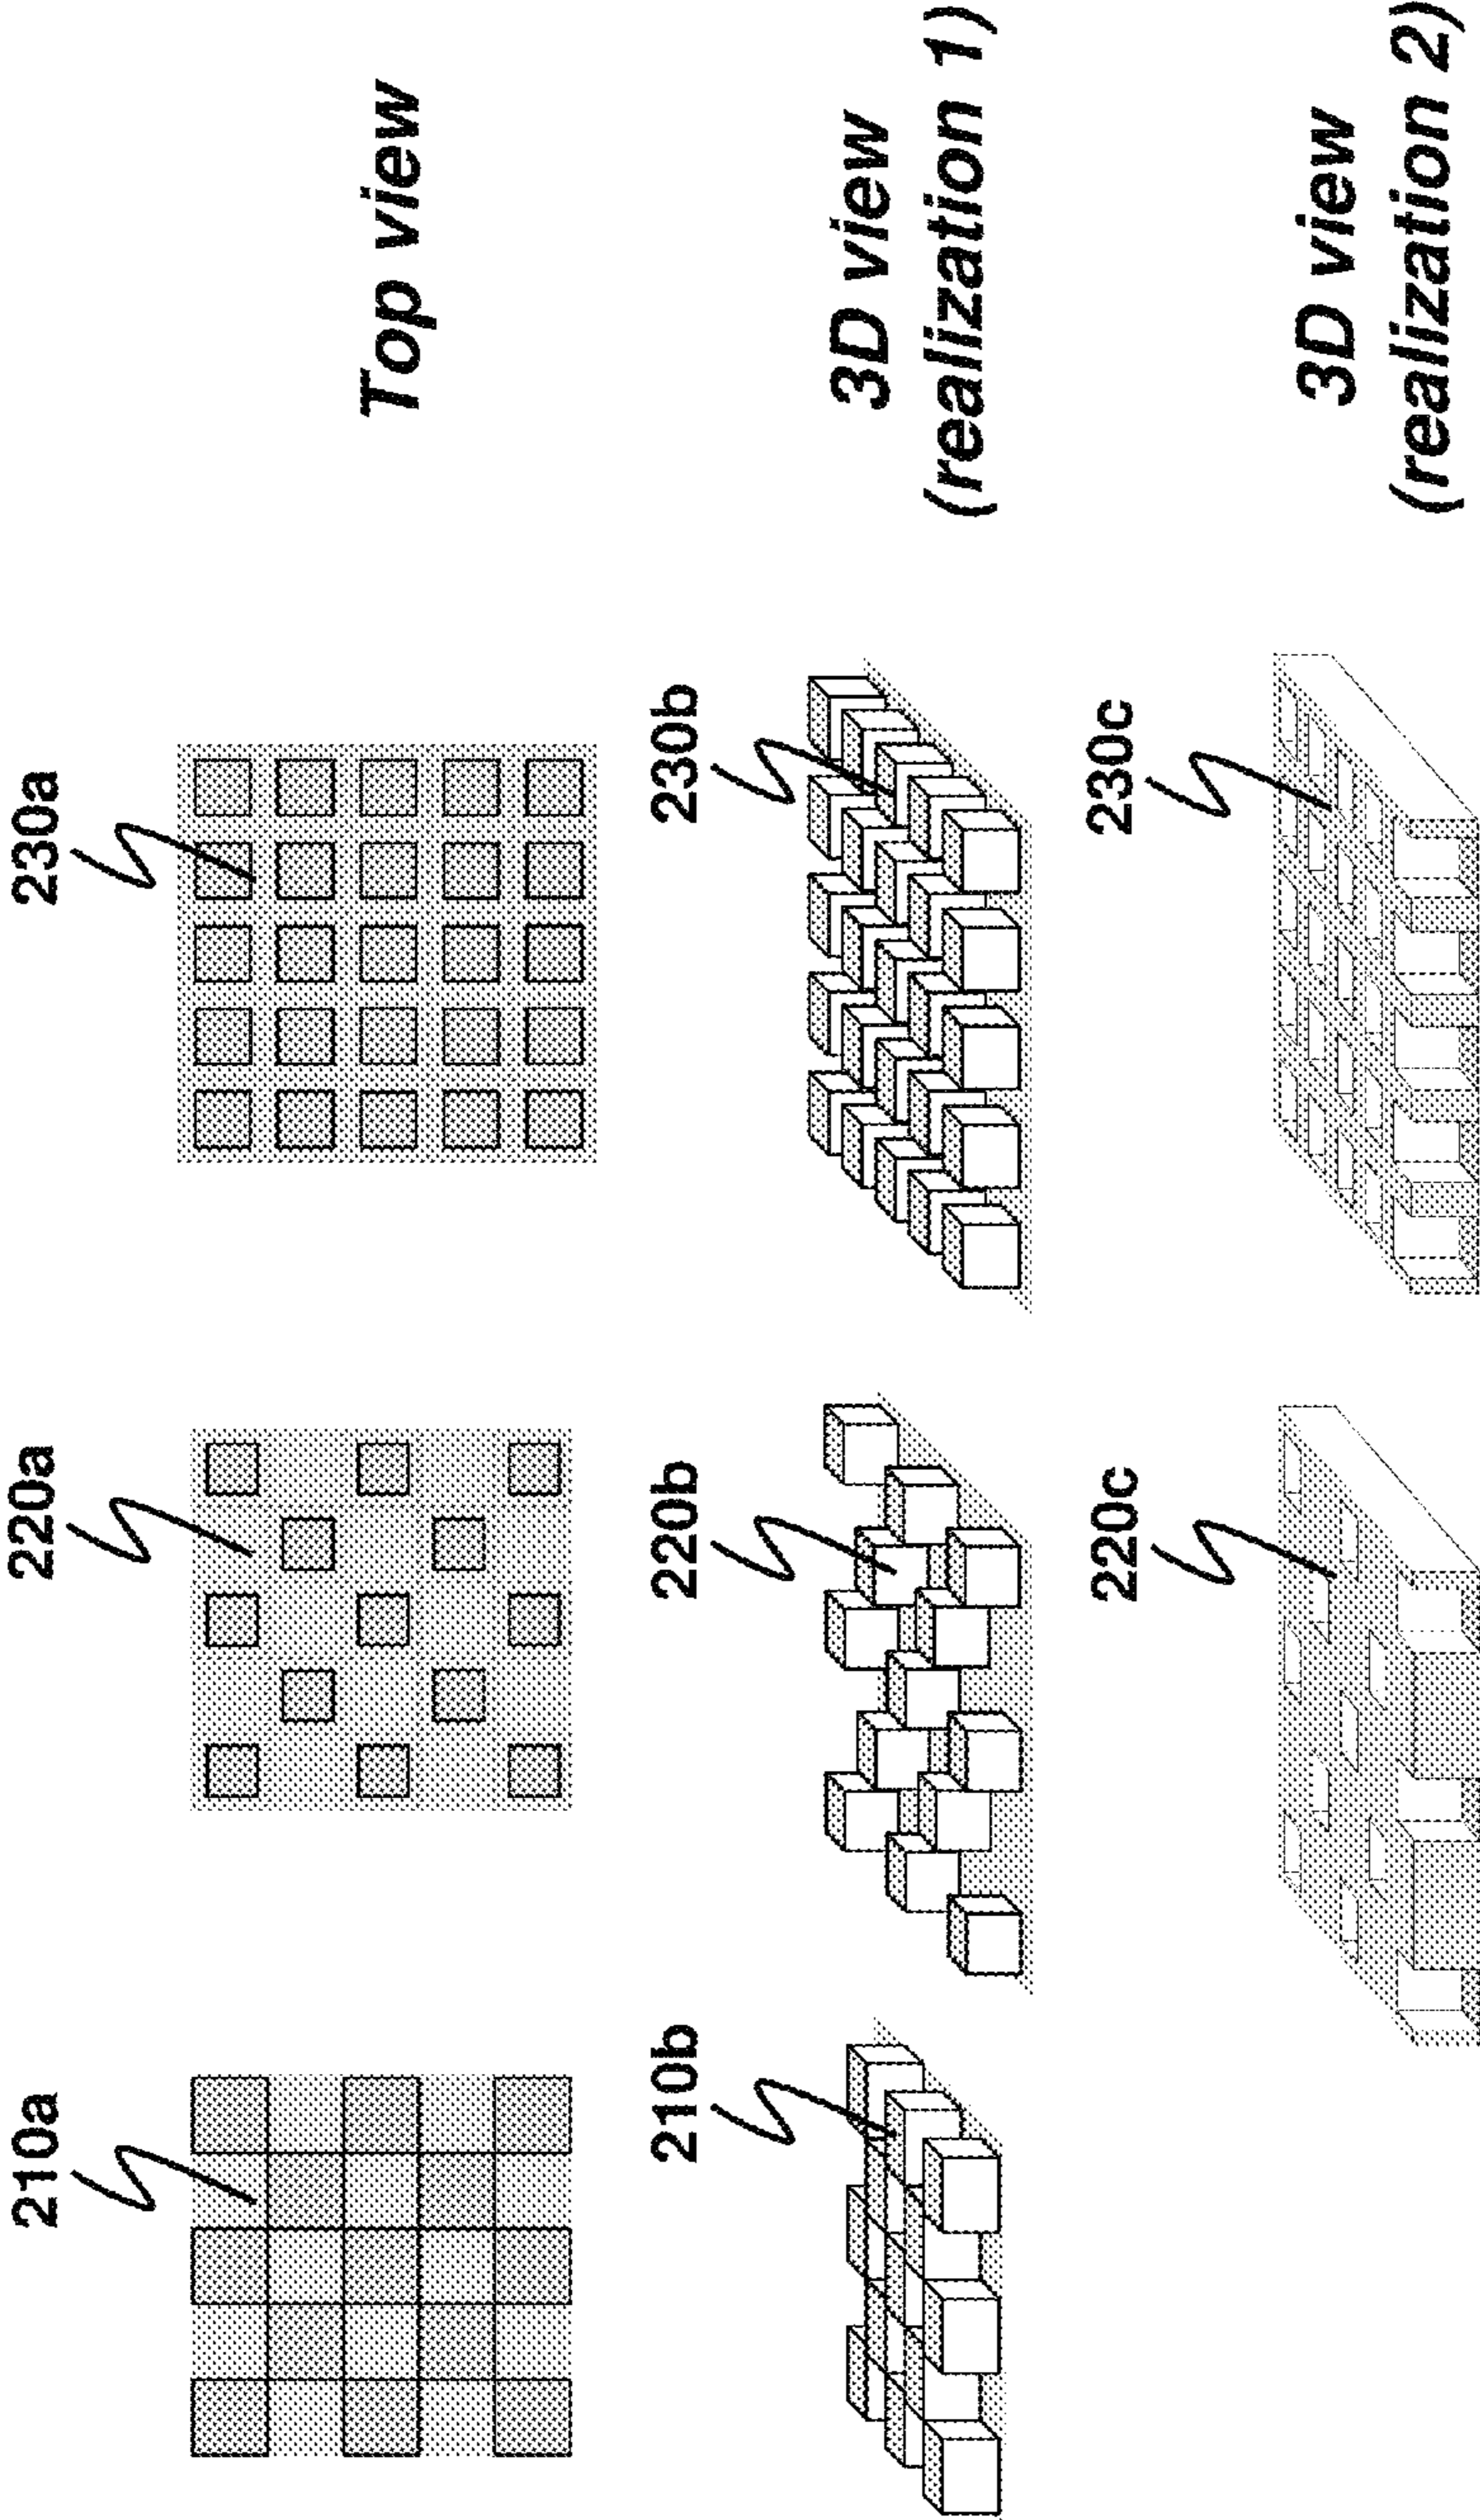 210a
220a
230a
Top view
210b
220b
230b
3D view
(realization 1)
220c
230c
3D view
(realization 2)